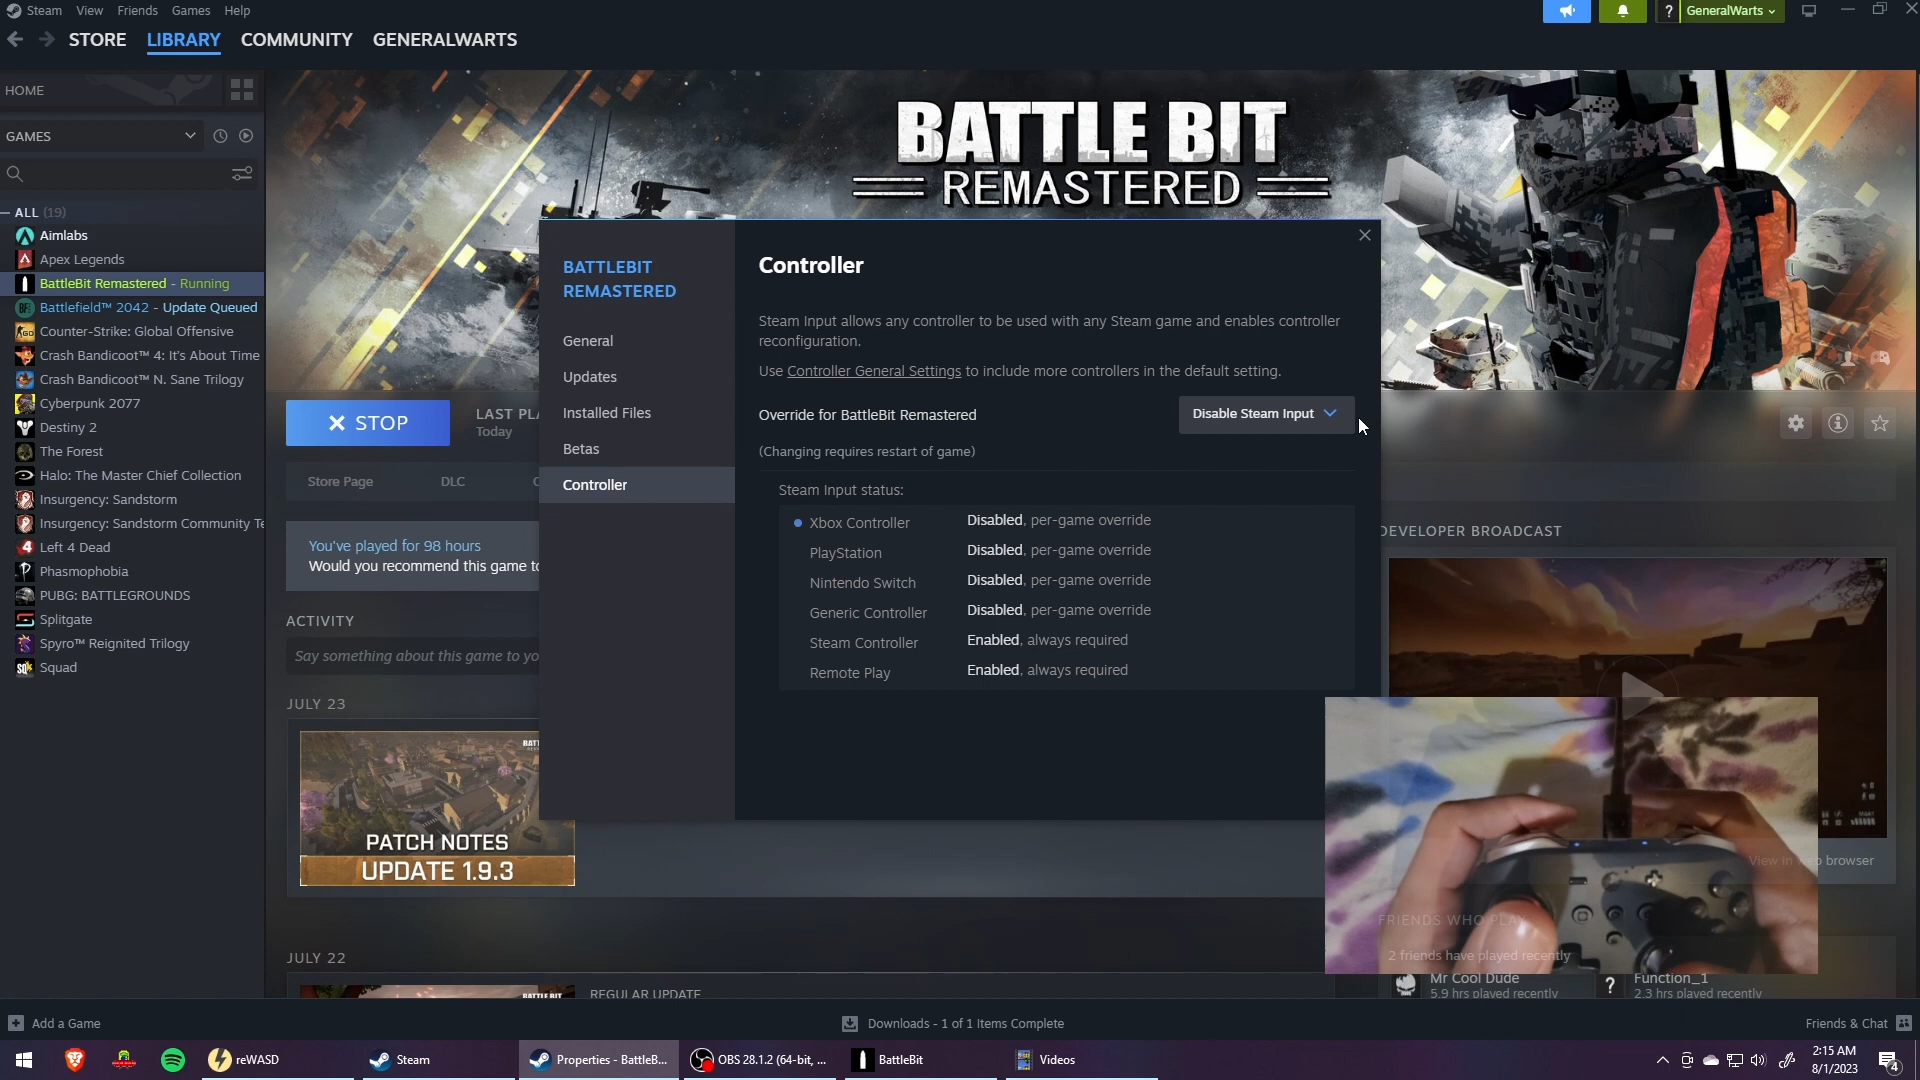 Steam View Friends Games Help
? GeneralWarts
STORE LIBRARY COMMUNITY GENERALWARTS
HOME
GAMES
ALL (19)
Aimlabs
Apex Legends
BattleBit Remastered - Running
Battlefield™ 2042 - Update Queued
Counter-Strike: Global Offensive
Crash Bandicoot™ 4: It's About Time
Crash Bandicoot™ N. Sane Trilogy
Cyberpunk 2077
Destiny 2
The Forest
Halo: The Master Chief Collection
Insurgency: Sandstorm
Insurgency: Sandstorm Community Te
Left 4 Dead
Phasmophobia
PUBG: BATTLEGROUNDS
Splitgate
Spyro™ Reignited Trilogy
Squad
BATTLE BIT
REMASTERED
STOP
LAST PLA
Today
Store Page DLC C
You've played for 98 hours
Would you recommend this game to
ACTIVITY
Say something about this game to yo
JULY 23
PATCH NOTES
UPDATE 1.9.3
JULY 22
BATTLE BIT
REGULAR UPDATE
BATTLEBIT
REMASTERED
General
Updates
Installed Files
Betas
Controller
Controller
Steam Input allows any controller to be used with any Steam game and enables controller
reconfiguration.
Use Controller General Settings to include more controllers in the default setting.
Override for BattleBit Remastered
Disable Steam Input
(Changing requires restart of game)
Steam Input status:
Xbox Controller Disabled, per-game override
PlayStation Disabled, per-game override
Nintendo Switch Disabled, per-game override
Generic Controller Disabled, per-game override
Steam Controller Enabled, always required
Remote Play Enabled, always required
DEVELOPER BROADCAST
View in web browser
FRIENDS WHO PLAY
2 friends have played recently
Mr Cool Dude
5.9 hrs played recently
? Function_1
2.3 hrs played recently
Add a Game
Downloads - 1 of 1 Items Complete
Friends & Chat
reWASD
Steam
Properties - BattleB...
OBS 28.1.2 (64-bit, ...
BattleBit
Videos
2:15 AM
8/1/2023
4